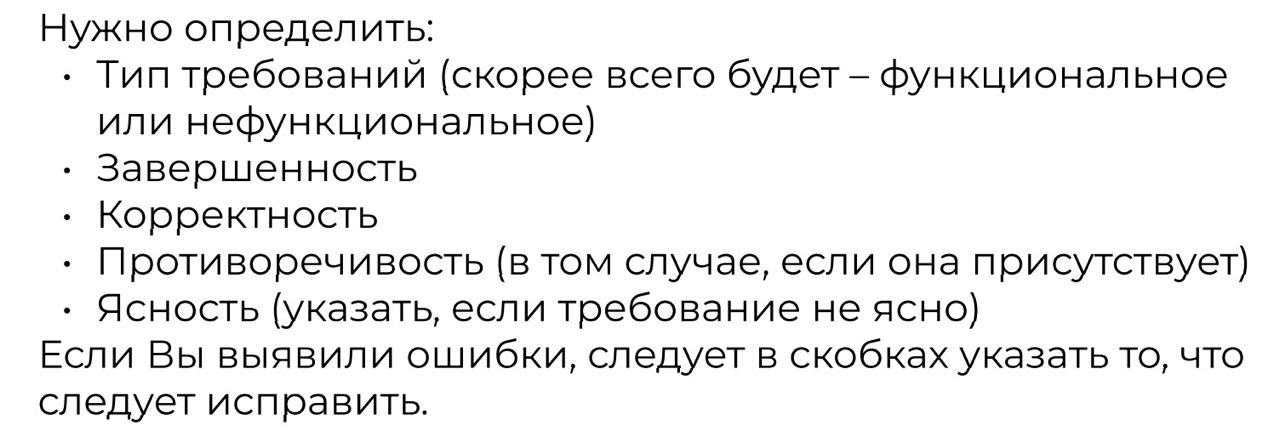 Нужно определить:
• Тип требований (скорее всего будет – функциональное
или нефункциональное)
• Завершенность
• Корректность
• Противоречивость (в том случае, если она присутствует)
• Ясность (указать, если требование не ясно)
Если Вы выявили ошибки, следует в скобках указать то, что
следует исправить.